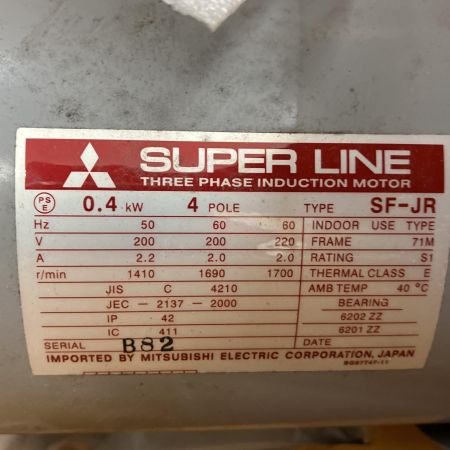 SUPER LINE
THREE PHASE INDUCTION MOTOR
PS E 0.4 kW 4 POLE TYPE SF-JR
Hz 50 60 60 INDOOR USE TYPE
V 200 200 220 FRAME 71M
A 2.2 2.0 2.0 RATING S1
r/min 1410 1690 1700 THERMAL CLASS E
JIS C 4210 AMB TEMP 40 °C
JEC — 2137 — 2000 BEARING
IP 42 6202 ZZ
IC 411 6201 ZZ
SERIAL B82 DATE
IMPORTED BY MITSUBISHI ELECTRIC CORPORATION, JAPAN